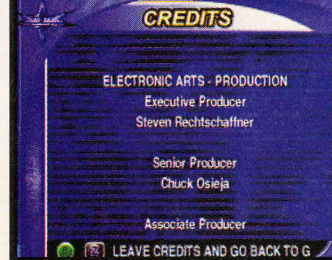 CREDITS
ELECTRONIC ARTS - PRODUCTION
Executive Producer
Steven Rechtschaffner
Senior Producer
Chuck Osieja
Associate Producer
LEAVE CREDITS AND GO BACK TO G